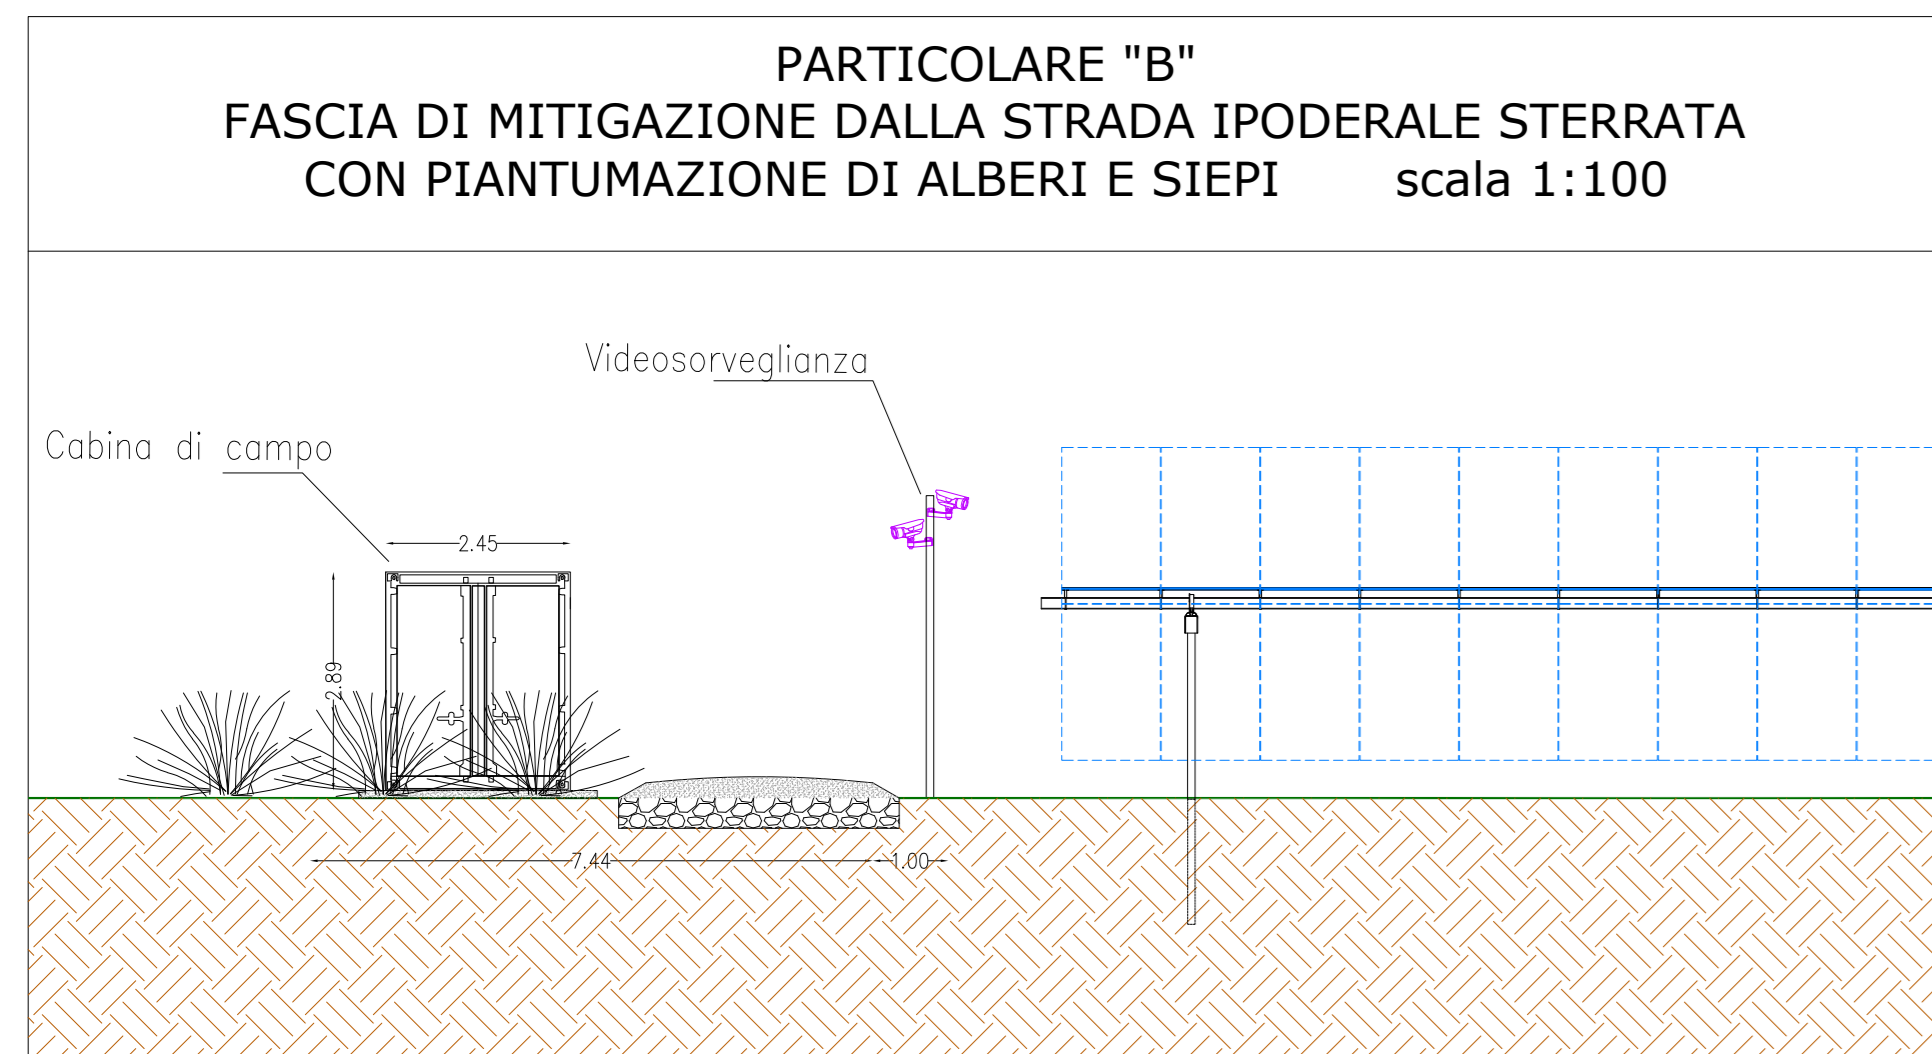 PARTICOLARE "B"
FASCIA DI MITIGAZIONE DALLA STRADA IPODERALE STERRATA
CON PIANTUMAZIONE DI ALBERI E SIEPI scala 1:100
Videosorveglianza
Cabina di campo
2.45
2.89
7.44
1.00